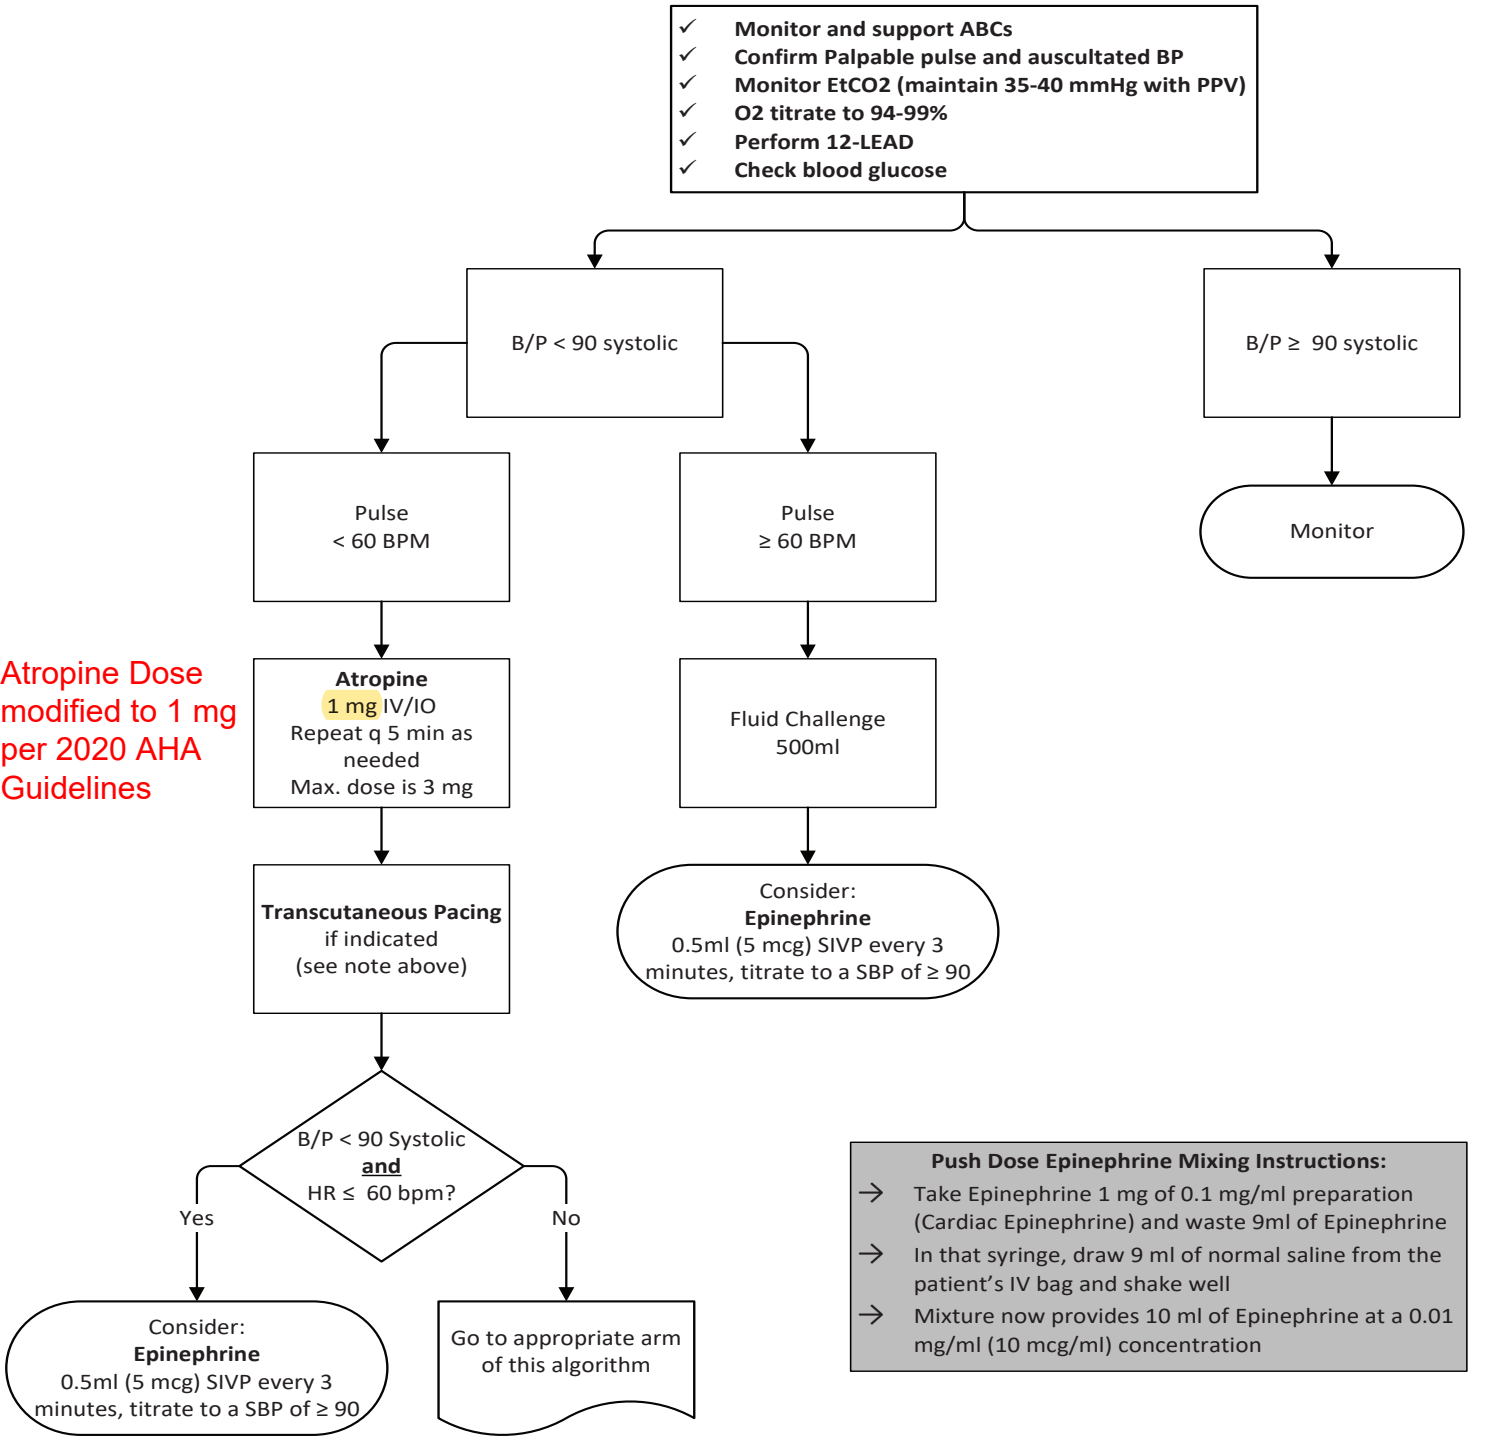 ✓ Monitor and support ABCs
✓ Confirm Palpable pulse and auscultated BP
✓ Monitor EtCO2 (maintain 35-40 mmHg with PPV)
✓ O2 titrate to 94-99%
✓ Perform 12-LEAD
✓ Check blood glucose
B/P < 90 systolic
B/P ≥ 90 systolic
Pulse
< 60 BPM
Pulse
≥ 60 BPM
Monitor
Atropine Dose
modified to 1 mg
per 2020 AHA
Guidelines
Atropine
1 mg IV/IO
Repeat q 5 min as
needed
Max. dose is 3 mg
Fluid Challenge
500ml
Transcutaneous Pacing
if indicated
(see note above)
Consider:
Epinephrine
0.5ml (5 mcg) SIVP every 3
minutes, titrate to a SBP of ≥ 90
B/P < 90 Systolic
and
HR ≤ 60 bpm?
Yes
No
Consider:
Epinephrine
0.5ml (5 mcg) SIVP every 3
minutes, titrate to a SBP of ≥ 90
Go to appropriate arm
of this algorithm
Push Dose Epinephrine Mixing Instructions:
→ Take Epinephrine 1 mg of 0.1 mg/ml preparation
(Cardiac Epinephrine) and waste 9ml of Epinephrine
→ In that syringe, draw 9 ml of normal saline from the
patient’s IV bag and shake well
→ Mixture now provides 10 ml of Epinephrine at a 0.01
mg/ml (10 mcg/ml) concentration